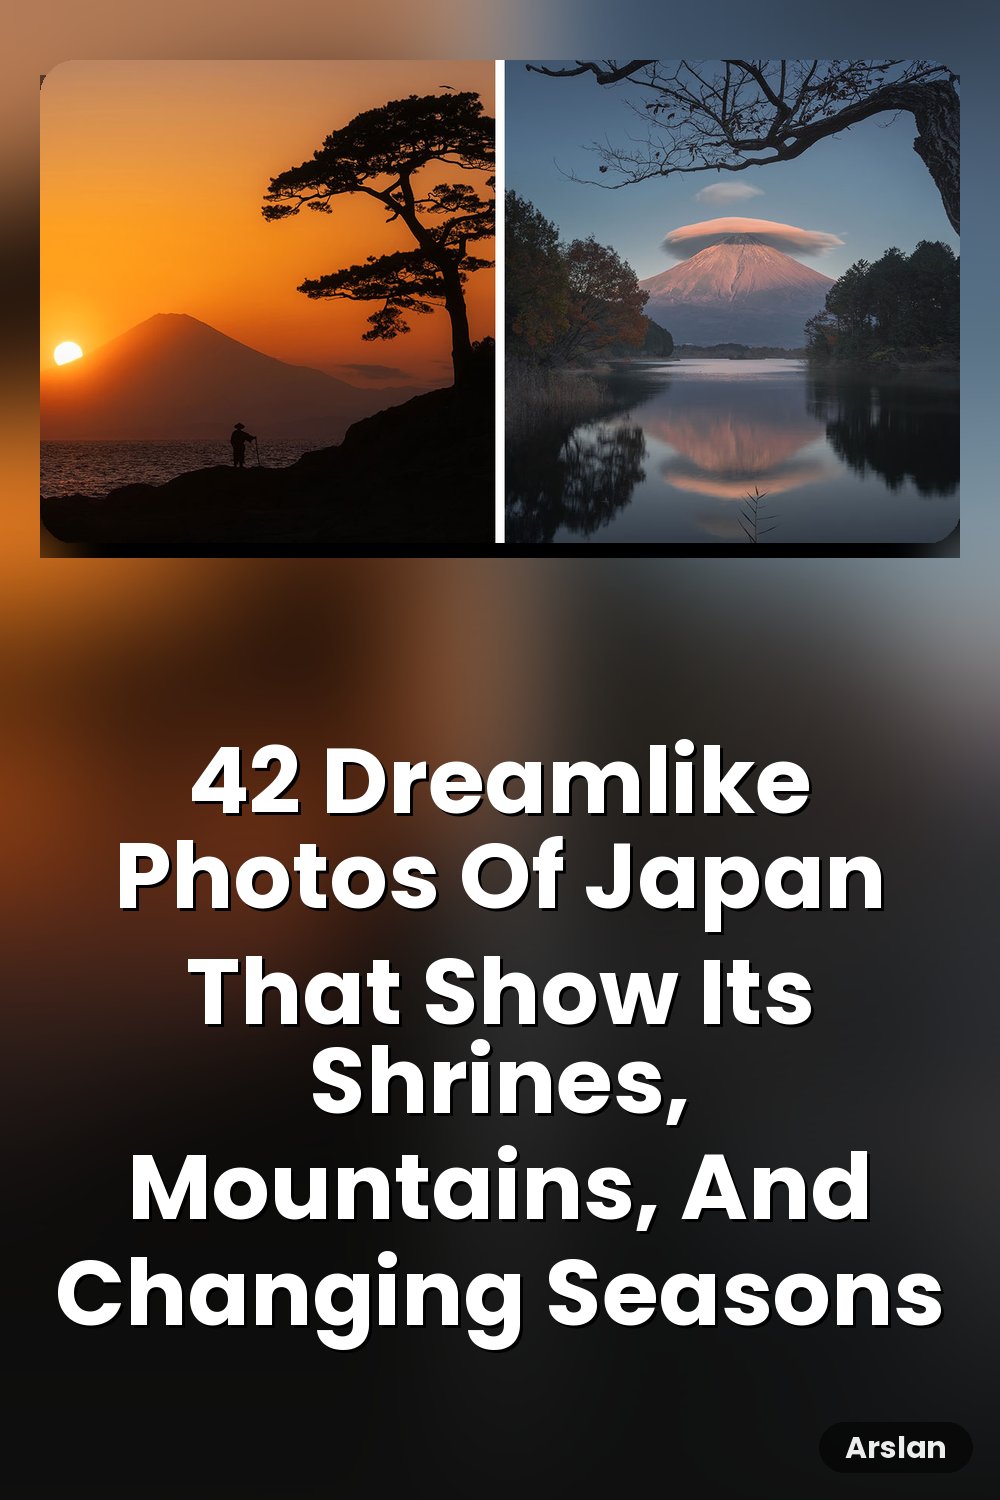 42 Dreamlike
Photos Of Japan
That Show Its
Shrines,
Mountains, And
Changing Seasons
Arslan